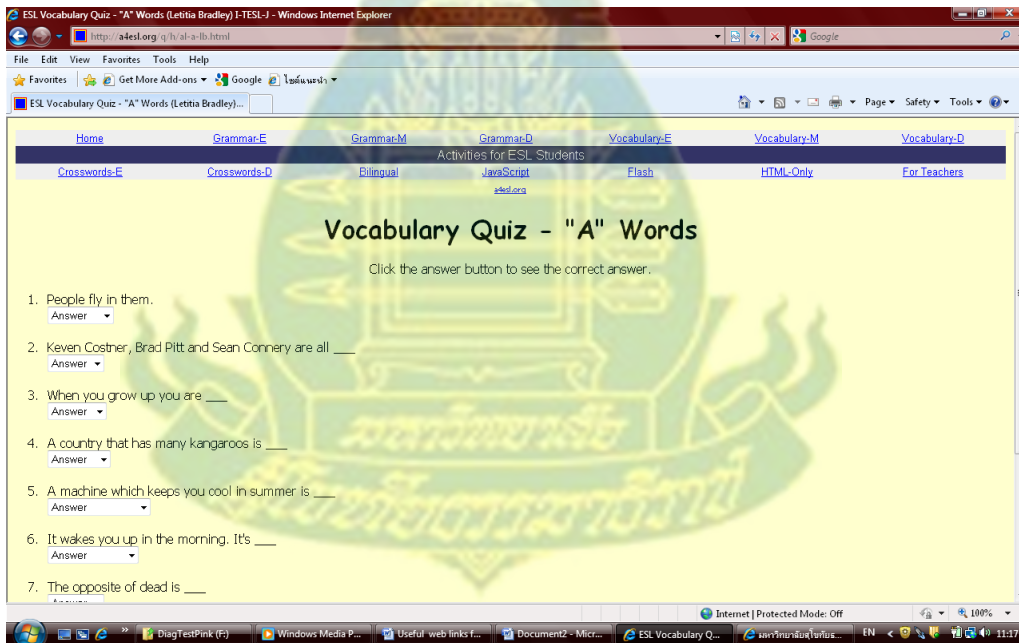 ESL Vocabulary Quiz - "A" Words (Letitia Bradley) I-TESL-J - Windows Internet Explorer
http://a4esl.org/q/h/al-a-lb.html
Google
File Edit View Favorites Tools Help
Favorites Get More Add-ons Google ไซต์แนะนำ
ESL Vocabulary Quiz - "A" Words (Letitia Bradley)...
Page Safety Tools
Home Grammar-E Grammar-M Grammar-D Vocabulary-E Vocabulary-M Vocabulary-D
Activities for ESL Students
Crosswords-E Crosswords-D Bilingual JavaScript Flash HTML-Only For Teachers
a4esl.org
Vocabulary Quiz - "A" Words
Click the answer button to see the correct answer.
1. People fly in them.
Answer
2. Keven Costner, Brad Pitt and Sean Connery are all ___
Answer
3. When you grow up you are ___
Answer
4. A country that has many kangaroos is ___
Answer
5. A machine which keeps you cool in summer is ___
Answer
6. It wakes you up in the morning. It's ___
Answer
7. The opposite of dead is ___
Internet | Protected Mode: Off 100%
DiagTestPink (F:) Windows Media P... Useful web links f... Document2 - Micr... ESL Vocabulary Q... EN 11:17